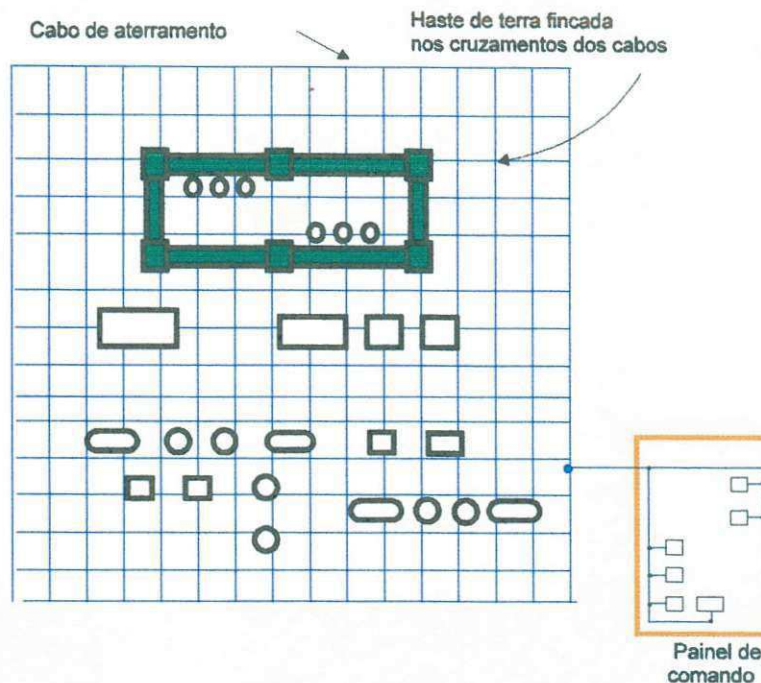 Cabo de aterramento
Haste de terra fincada
nos cruzamentos dos cabos
Painel de
comando